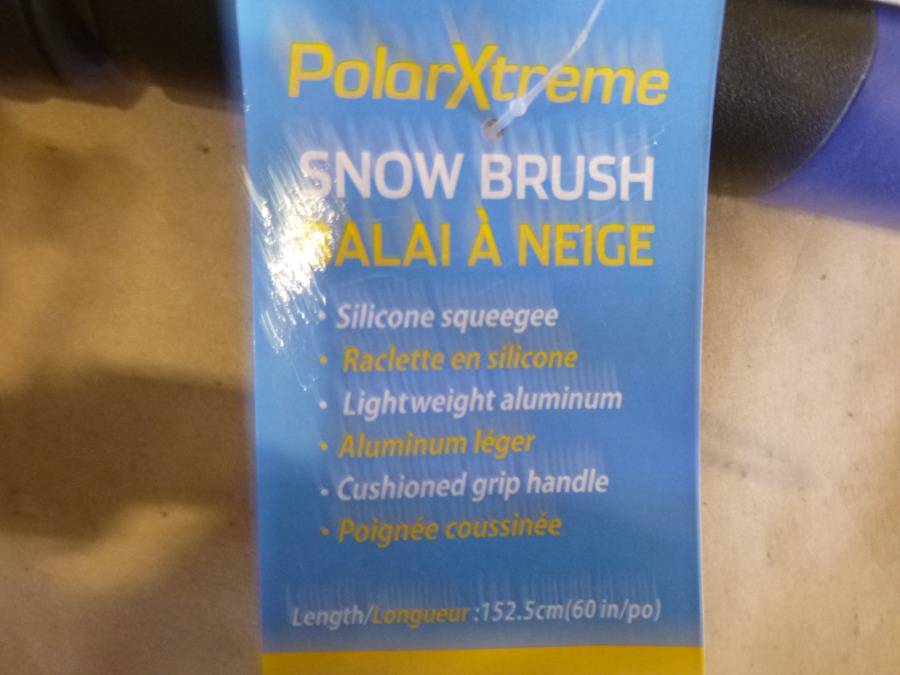 PolarXtreme
SNOW BRUSH
BALAI À NEIGE
• Silicone squeegee
• Raclette en silicone
• Lightweight aluminum
• Aluminum léger
• Cushioned grip handle
• Poignée coussinée
Length/Longueur :152.5cm(60 in/po)